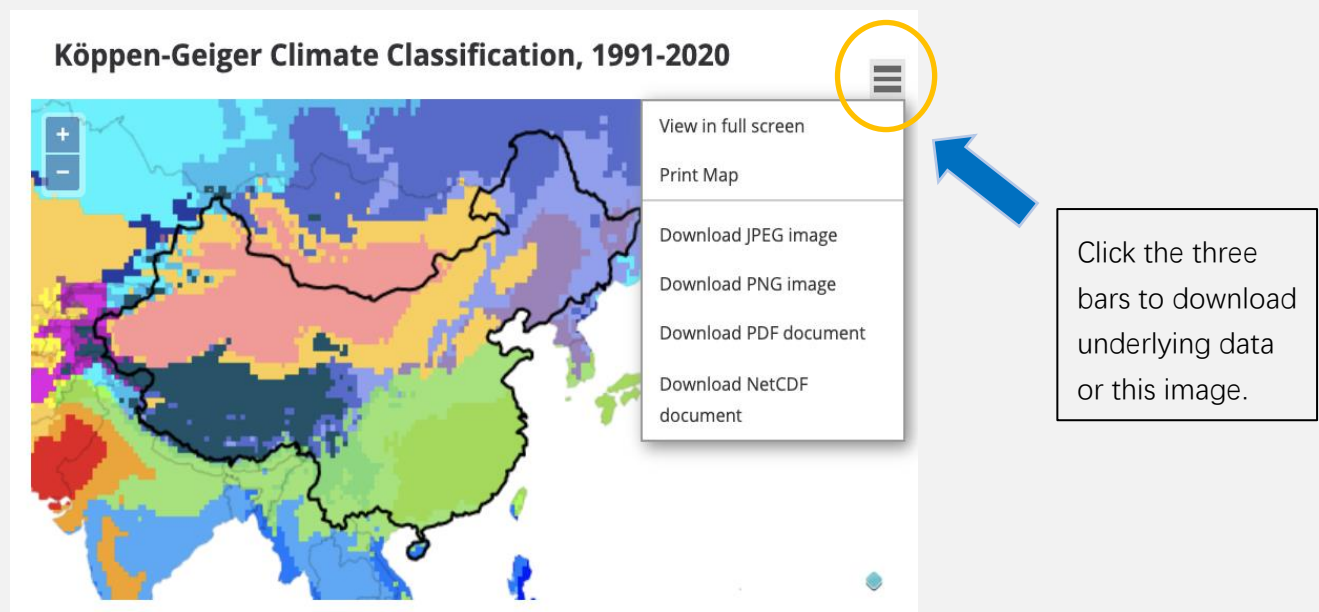 Köppen-Geiger Climate Classification, 1991-2020
+
−
View in full screen
Print Map
Download JPEG image
Download PNG image
Download PDF document
Download NetCDF
document
Click the three
bars to download
underlying data
or this image.